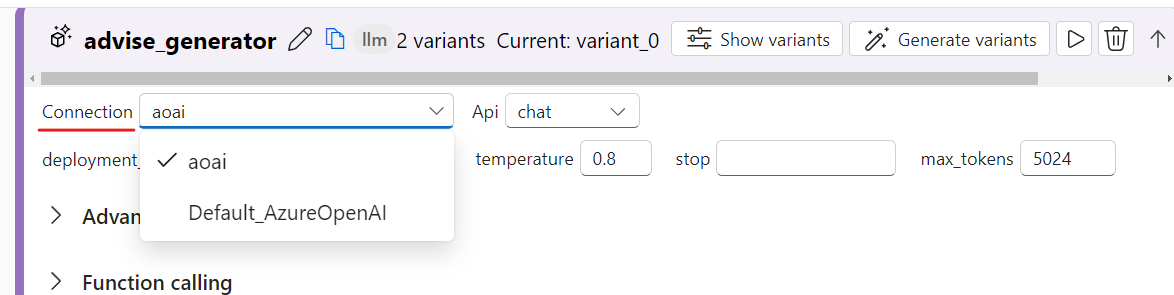 advise_generator llm 2 variants Current: variant_0 Show variants Generate variants
Connection aoai Api chat
deployment_ temperature 0.8 stop max_tokens 5024
aoai
Default_AzureOpenAI
Advan
Function calling